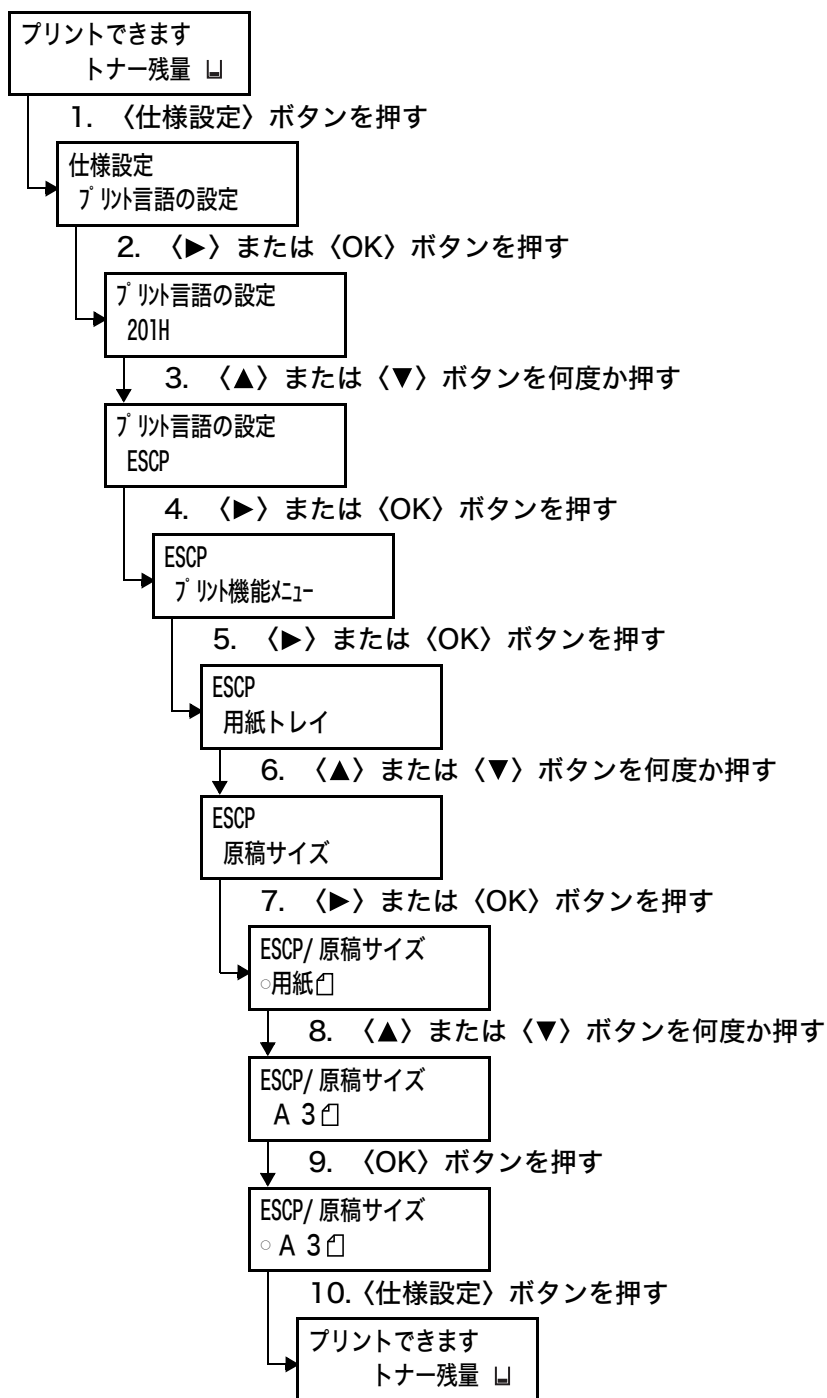 プリントできます
トナー残量
1. 〈仕様設定〉ボタンを押す
仕様設定
プリント言語の設定
2. 〈▶〉または〈OK〉ボタンを押す
プリント言語の設定
201H
3. 〈▲〉または〈▼〉ボタンを何度か押す
プリント言語の設定
ESCP
4. 〈▶〉または〈OK〉ボタンを押す
ESCP
プリント機能メニュー
5. 〈▶〉または〈OK〉ボタンを押す
ESCP
用紙トレイ
6. 〈▲〉または〈▼〉ボタンを何度か押す
ESCP
原稿サイズ
7. 〈▶〉または〈OK〉ボタンを押す
ESCP/ 原稿サイズ
○用紙
8. 〈▲〉または〈▼〉ボタンを何度か押す
ESCP/ 原稿サイズ
A 3
9. 〈OK〉ボタンを押す
ESCP/ 原稿サイズ
○ A 3
10.〈仕様設定〉ボタンを押す
プリントできます
トナー残量